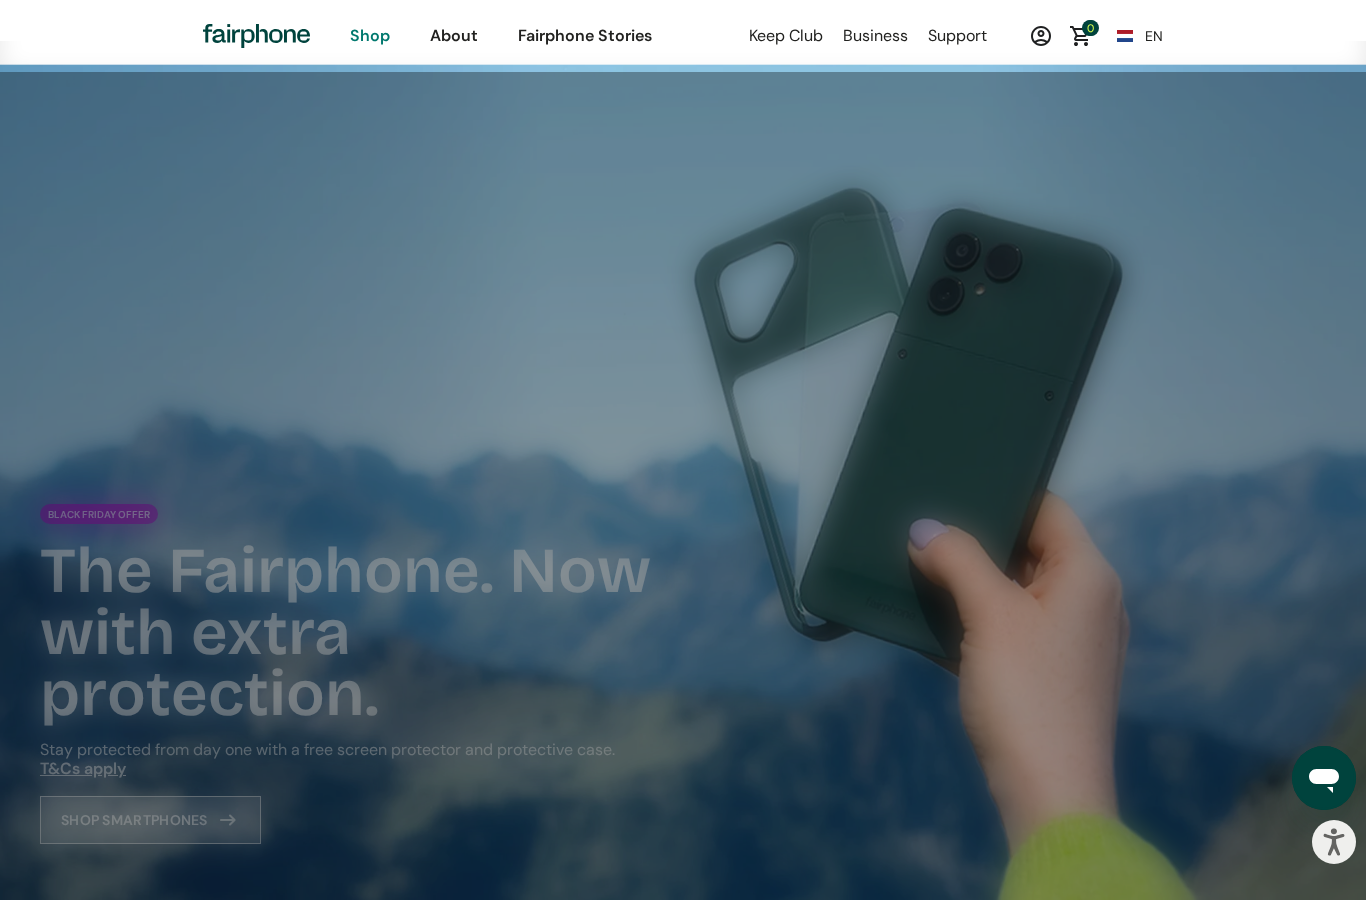 fairphone Shop About Fairphone Stories Keep Club Business Support 0 EN
BLACK FRIDAY OFFER
The Fairphone. Now
with extra
protection.
Stay protected from day one with a free screen protector and protective case.
T&Cs apply
SHOP SMARTPHONES